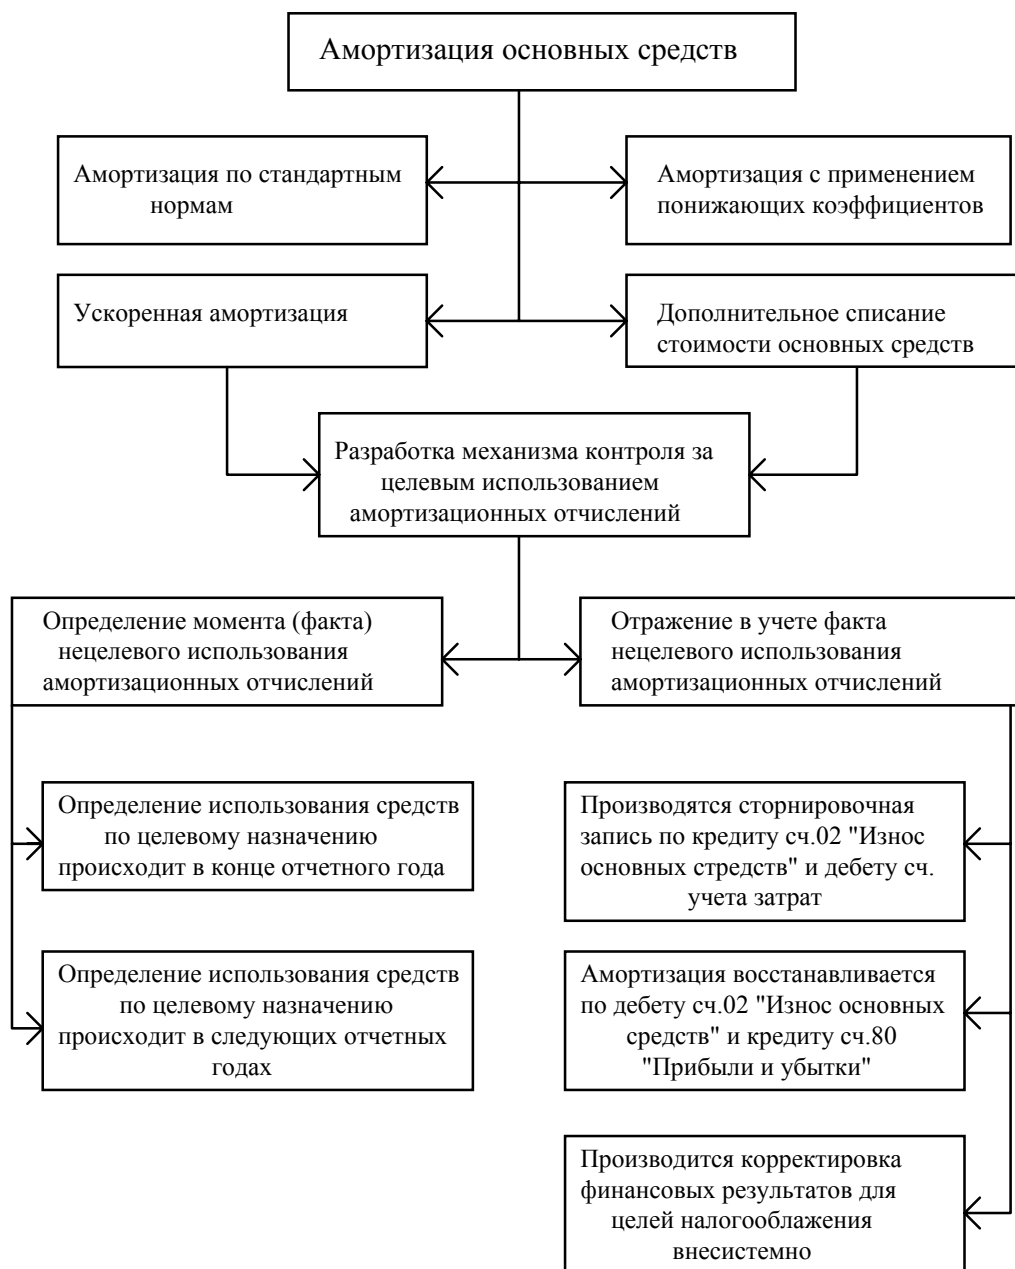 Амортизация основных средств
Амортизация по стандартным
нормам
Амортизация с применением
понижающих коэффициентов
Ускоренная амортизация
Дополнительное списание
стоимости основных средств
Разработка механизма контроля за
целевым использованием
амортизационных отчислений
Определение момента (факта)
нецелевого использования
амортизационных отчислений
Отражение в учете факта
нецелевого использования
амортизационных отчислений
Определение использования средств
по целевому назначению
происходит в конце отчетного года
Производятся сторнировочная
запись по кредиту сч.02 "Износ
основных стредств" и дебету сч.
учета затрат
Определение использования средств
по целевому назначению
происходит в следующих отчетных
годах
Амортизация восстанавливается
по дебету сч.02 "Износ основных
средств" и кредиту сч.80
"Прибыли и убытки"
Производится корректировка
финансовых результатов для
целей налогооблажения
внесистемно